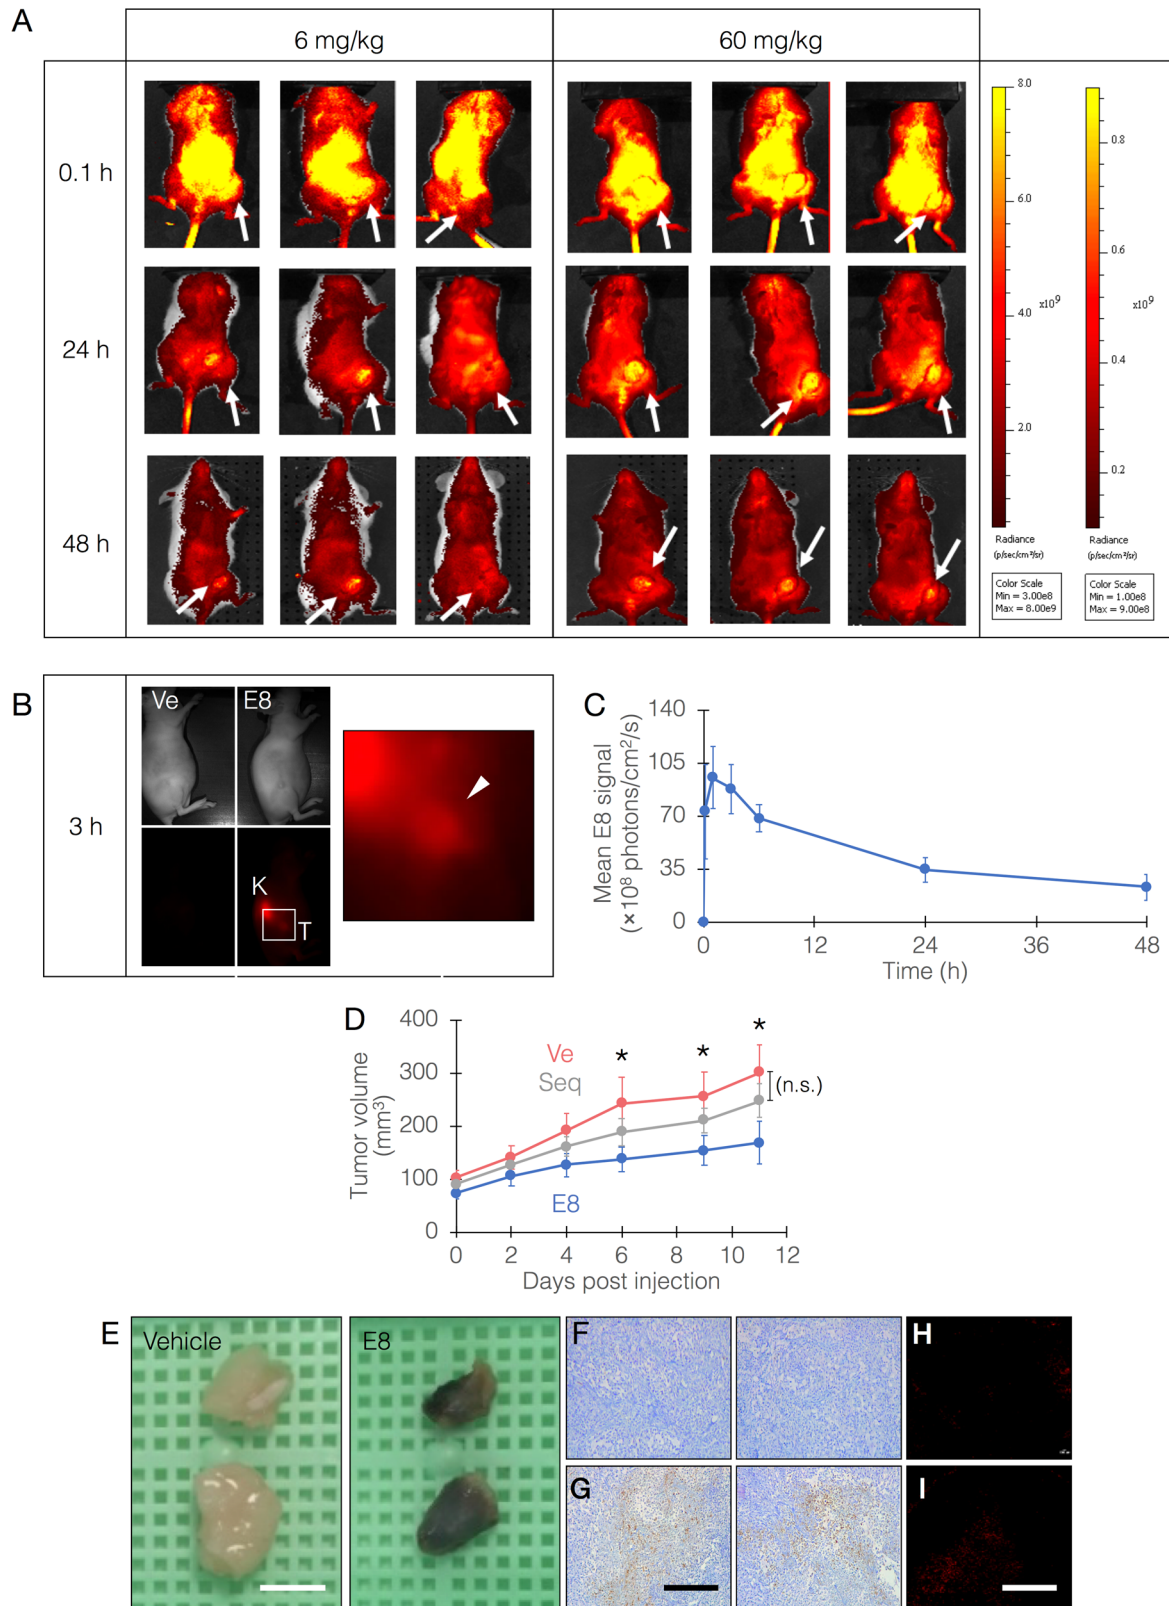 A
6 mg/kg
60 mg/kg
0.1 h
24 h
48 h
8.0
4.0
x10⁹
2.0
Radiance
(p/sec/cm²/sr)
Color Scale
Min = 3.00e8
Max = 8.00e9
0.8
0.6
x10⁹
0.4
0.2
Radiance
(p/sec/cm²/sr)
Color Scale
Min = 1.00e8
Max = 9.00e8
B
3 h
Ve
E8
K
T
C
Mean E8 signal
(×10⁸ photons/cm²/s)
140
105
70
35
0
0
12
24
36
48
Time (h)
D
Tumor volume
(mm³)
400
300
200
100
0
Ve
Seq
E8
*
*
*
(n.s.)
0
2
4
6
8
10
12
Days post injection
E
Vehicle
E8
F
G
H
I